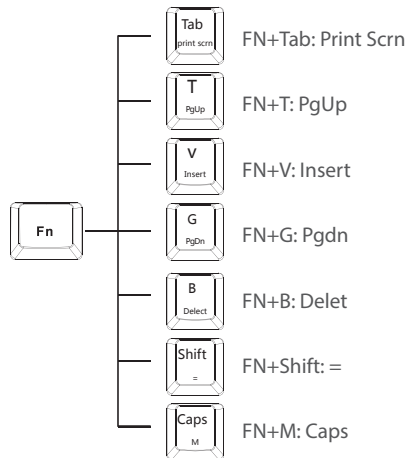 Tab
print scrn
FN+Tab: Print Scrn
T
PgUp
FN+T: PgUp
V
Insert
FN+V: Insert
Fn
G
PgDn
FN+G: Pgdn
B
Delect
FN+B: Delet
Shift
=
FN+Shift: =
Caps
M
FN+M: Caps